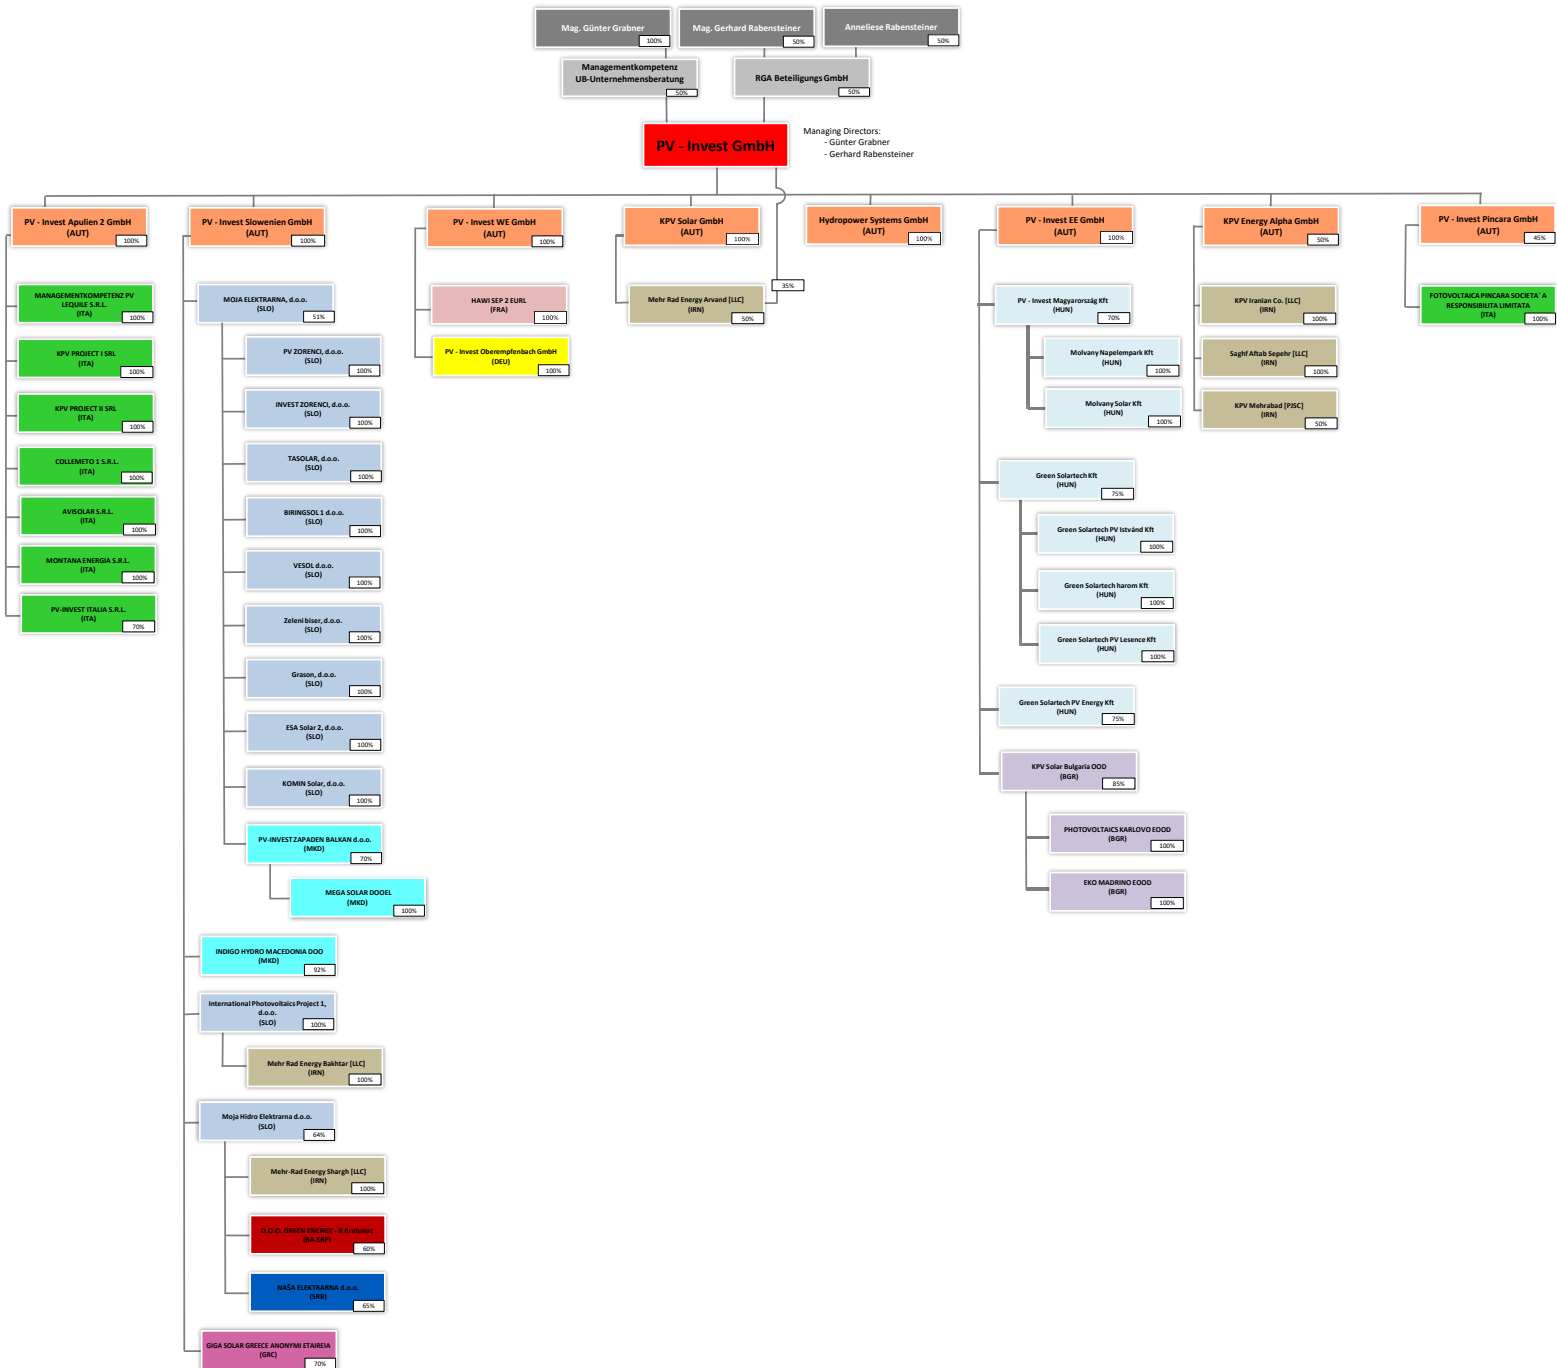 Mag. Günter Grabner
100%
Mag. Gerhard Rabensteiner
50%
Anneliese Rabensteiner
50%
Managementkompetenz
UB-Unternehmensberatung
50%
RGA Beteiligungs GmbH
50%
PV - Invest GmbH
Managing Directors:
- Günter Grabner
- Gerhard Rabensteiner
PV - Invest Apulien 2 GmbH
(AUT)
100%
MANAGEMENTKOMPETENZ PV
LEQUILE S.R.L.
(ITA)
100%
KPV PROJECT I SRL
(ITA)
100%
KPV PROJECT II SRL
(ITA)
100%
COLLEMETO 1 S.R.L.
(ITA)
100%
AVISOLAR S.R.L.
(ITA)
100%
MONTANA ENERGIA S.R.L.
(ITA)
100%
PV-INVEST ITALIA S.R.L.
(ITA)
70%
PV - Invest Slowenien GmbH
(AUT)
100%
MOJA ELEKTRARNA, d.o.o.
(SLO)
51%
PV ZORENCI, d.o.o.
(SLO)
100%
INVEST ZORENCI, d.o.o.
(SLO)
100%
TASOLAR, d.o.o.
(SLO)
100%
BIRINGSOL 1 d.o.o.
(SLO)
100%
VESOL d.o.o.
(SLO)
100%
Zeleni biser, d.o.o.
(SLO)
100%
Grason, d.o.o.
(SLO)
100%
ESA Solar 2, d.o.o.
(SLO)
100%
KOMIN Solar, d.o.o.
(SLO)
100%
PV-INVEST ZAPADEN BALKAN d.o.o.
(MKD)
70%
MEGA SOLAR DOOEL
(MKD)
100%
INDIGO HYDRO MACEDONIA DOO
(MKD)
92%
International Photovoltaics Project 1,
d.o.o.
(SLO)
100%
Mehr Rad Energy Bakhtar [LLC]
(IRN)
100%
Moja Hidro Elektrarna d.o.o.
(SLO)
64%
Mehr-Rad Energy Shargh [LLC]
(IRN)
100%
D.O.O. GREEN ENERGY - R Bratunac
(BA-SRP)
60%
NAŠA ELEKTRARNA d.o.o.
(SRB)
65%
GIGA SOLAR GREECE ANONYMI ETAIREIA
(GRC)
70%
PV - Invest WE GmbH
(AUT)
100%
HAWI SEP 2 EURL
(FRA)
100%
PV - Invest Oberempfenbach GmbH
(DEU)
100%
KPV Solar GmbH
(AUT)
100%
35%
Mehr Rad Energy Arvand [LLC]
(IRN)
50%
Hydropower Systems GmbH
(AUT)
100%
PV - Invest EE GmbH
(AUT)
100%
PV - Invest Magyarország Kft
(HUN)
70%
Molvany Napelempark Kft
(HUN)
100%
Molvany Solar Kft
(HUN)
100%
Green Solartech Kft
(HUN)
75%
Green Solartech PV Istvánd Kft
(HUN)
100%
Green Solartech harom Kft
(HUN)
100%
Green Solartech PV Lesence Kft
(HUN)
100%
Green Solartech PV Energy Kft
(HUN)
75%
KPV Solar Bulgaria OOD
(BGR)
85%
PHOTOVOLTAICS KARLOVO EOOD
(BGR)
100%
EKO MADRINO EOOD
(BGR)
100%
KPV Energy Alpha GmbH
(AUT)
50%
KPV Iranian Co. [LLC]
(IRN)
100%
Saghf Aftab Sepehr [LLC]
(IRN)
100%
KPV Mehrabad [PJSC]
(IRN)
50%
PV - Invest Pincara GmbH
(AUT)
45%
FOTOVOLTAICA PINCARA SOCIETA` A
RESPONSIBILITA LIMITATA
(ITA)
100%